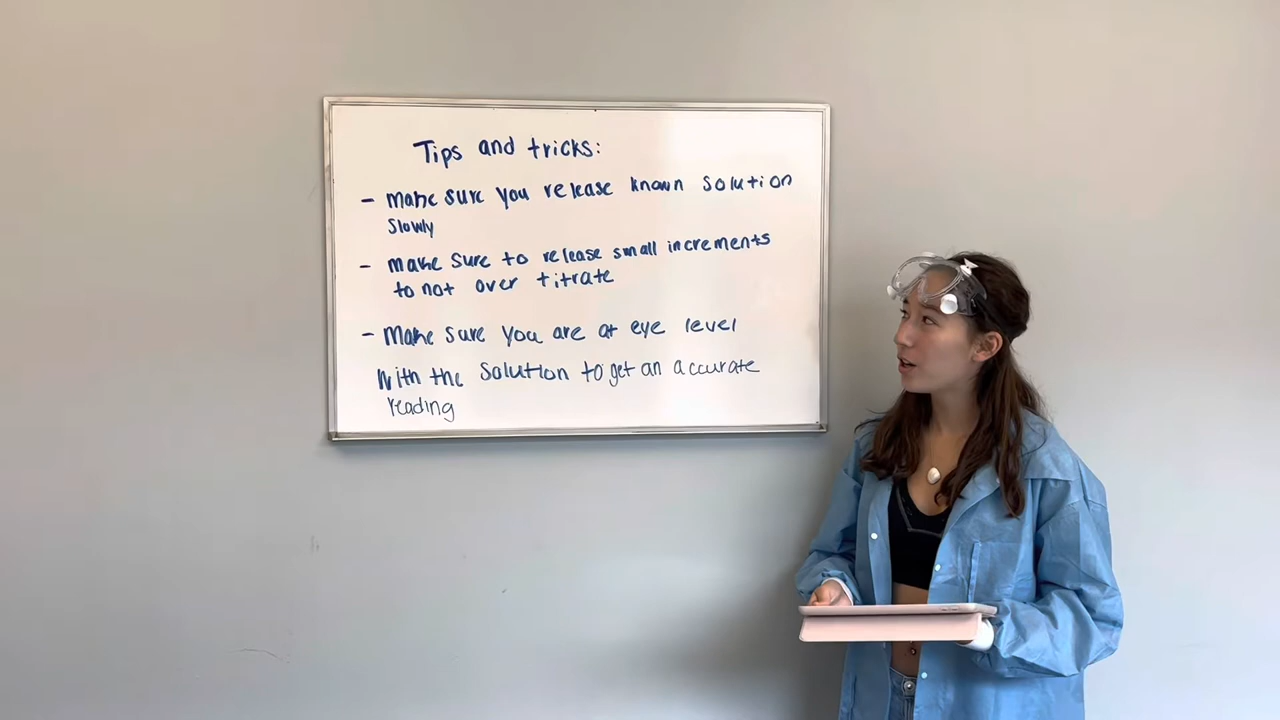 Tips and tricks:
- Make sure you release known solution
slowly
- make sure to release small increments
to not over titrate
- Make sure you are at eye level
With the solution to get an accurate
reading